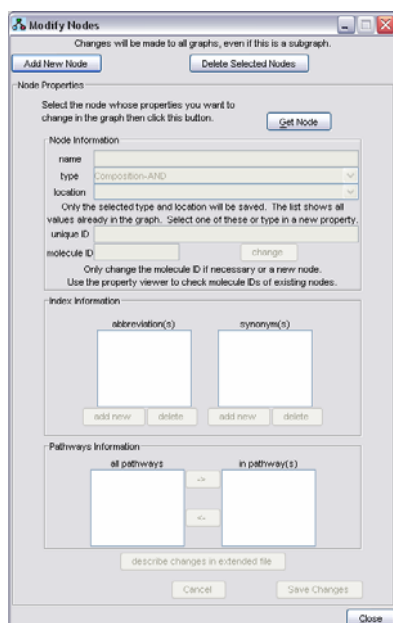 Modify Nodes
Changes will be made to all graphs, even if this is a subgraph.
Add New Node
Delete Selected Nodes
Node Properties
Select the node whose properties you want to
change in the graph then click this button.
Get Node
Node Information
name
type
Composition-AND
location
Only the selected type and location will be saved. The list shows all
values already in the graph. Select one of these or type in a new property.
unique ID
molecule ID
change
Only change the molecule ID if necessary or a new node.
Use the property viewer to check molecule IDs of existing nodes.
Index Information
abbreviation(s)
synonym(s)
add new
delete
add new
delete
Pathways Information
all pathways
in pathway(s)
->
<-
describe changes in extended file
Cancel
Save Changes
Close